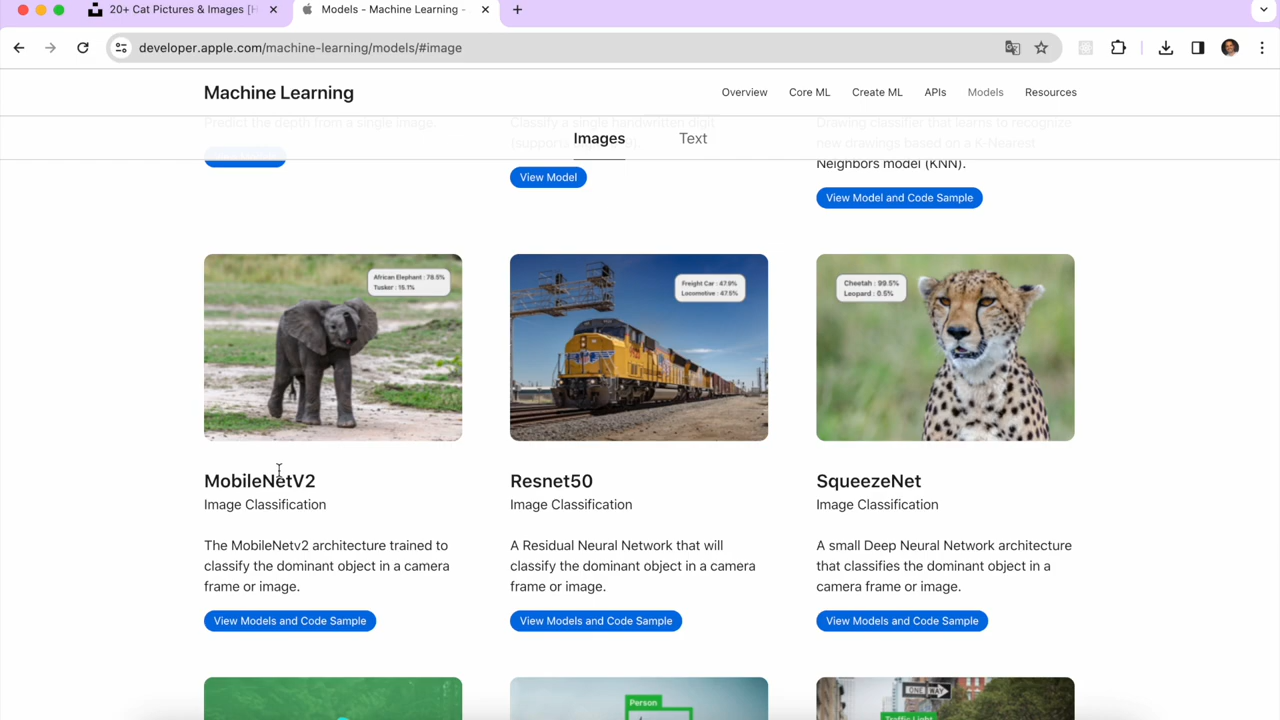 20+ Cat Pictures & Images [H
Models - Machine Learning -
developer.apple.com/machine-learning/models/#image
Machine Learning
Overview
Core ML
Create ML
APIs
Models
Resources
Predict the depth from a single image.
Classify a single handwritten digit
Drawing classifier that learns to recognize
new drawings based on a K-Nearest
Neighbors model (KNN).
Images
Text
View Model
View Model and Code Sample
African Elephant : 78.5%
Tusker : 15.1%
Freight Car : 47.9%
Locomotive : 47.5%
Cheetah : 99.5%
Leopard : 0.5%
MobileNetV2
Image Classification
The MobileNetv2 architecture trained to
classify the dominant object in a camera
frame or image.
View Models and Code Sample
Resnet50
Image Classification
A Residual Neural Network that will
classify the dominant object in a camera
frame or image.
View Models and Code Sample
SqueezeNet
Image Classification
A small Deep Neural Network architecture
that classifies the dominant object in a
camera frame or image.
View Models and Code Sample
Person
ONE WAY
Traffic Light